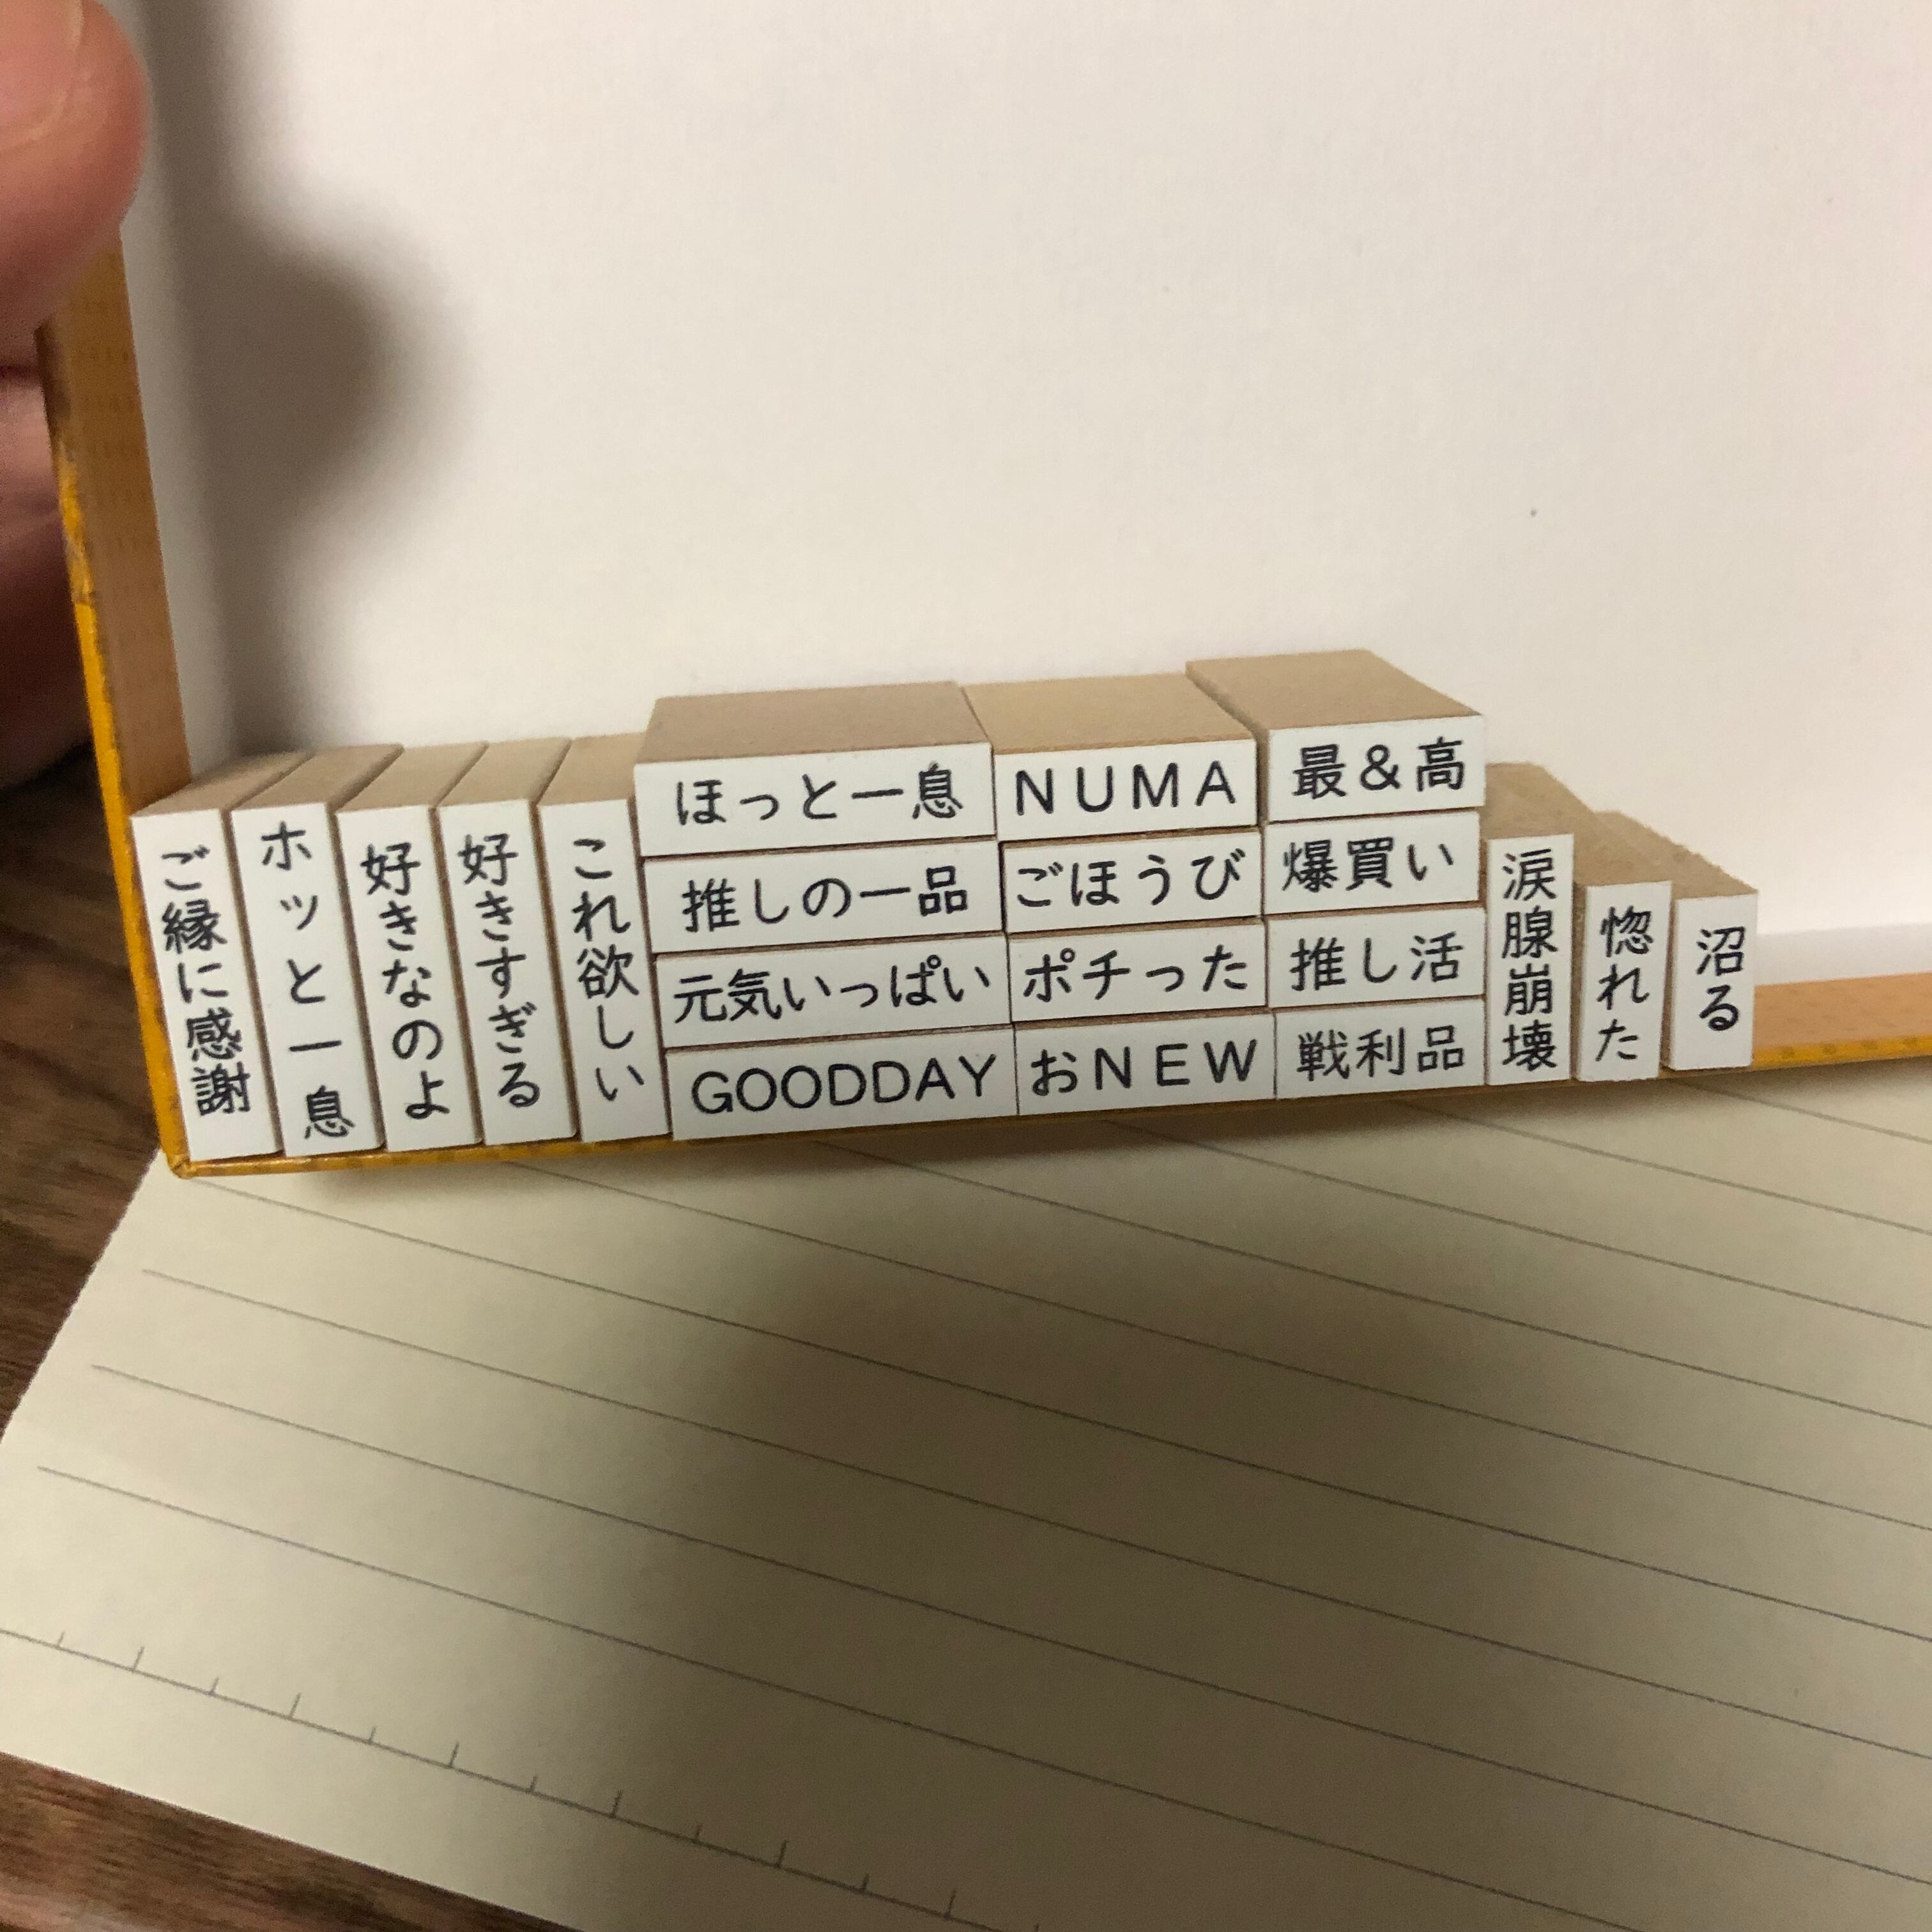 ご縁に感謝
ホッと一息
好きなのよ
好きすぎる
これ欲しい
ほっと一息
推しの一品
元気いっぱい
GOODDAY
NUMA
ごほうび
ポチった
おNEW
最&高
爆買い
推し活
戦利品
涙腺崩壊
惚れた
沼る